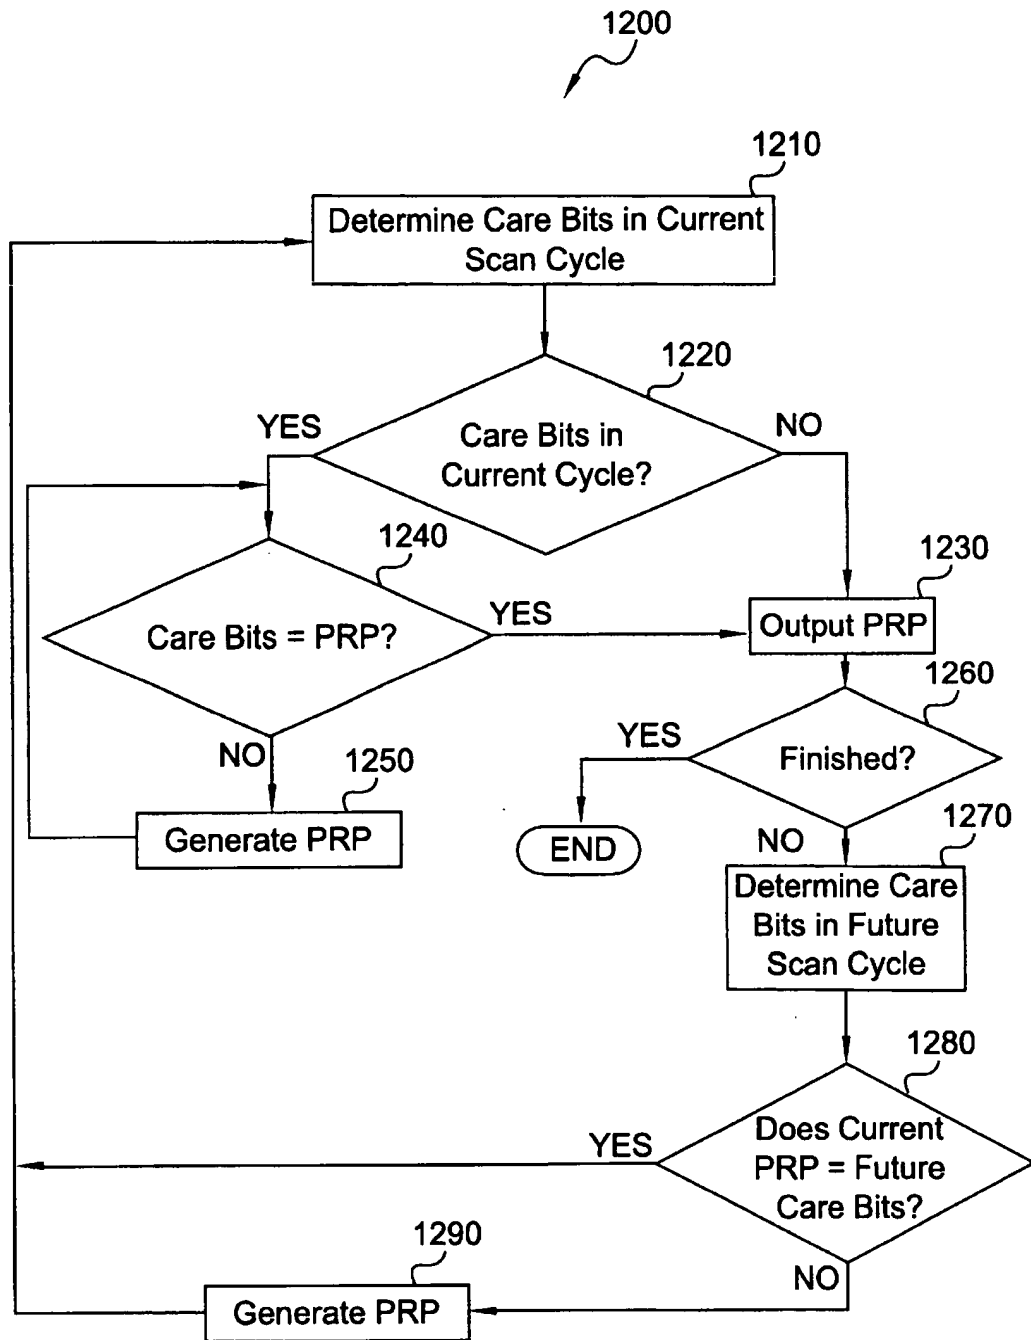 1200
1210
Determine Care Bits in Current
Scan Cycle
1220
YES
NO
Care Bits in
Current Cycle?
1240
1230
Care Bits = PRP?
YES
Output PRP
1260
NO
1250
YES
Finished?
Generate PRP
END
NO
1270
Determine Care
Bits in Future
Scan Cycle
1280
YES
Does Current
PRP = Future
Care Bits?
1290
NO
Generate PRP